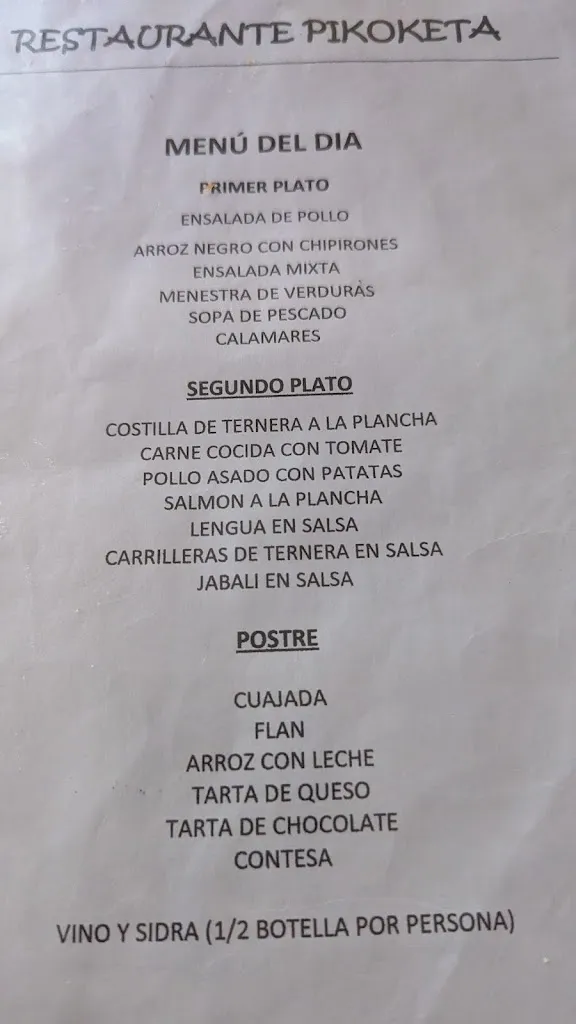 RESTAURANTE PIKOKETA
MENÚ DEL DIA
PRIMER PLATO
ENSALADA DE POLLO
ARROZ NEGRO CON CHIPIRONES
ENSALADA MIXTA
MENESTRA DE VERDURAS
SOPA DE PESCADO
CALAMARES
SEGUNDO PLATO
COSTILLA DE TERNERA A LA PLANCHA
CARNE COCIDA CON TOMATE
POLLO ASADO CON PATATAS
SALMON A LA PLANCHA
LENGUA EN SALSA
CARRILLERAS DE TERNERA EN SALSA
JABALI EN SALSA
POSTRE
CUAJADA
FLAN
ARROZ CON LECHE
TARTA DE QUESO
TARTA DE CHOCOLATE
CONTESA
VINO Y SIDRA (1/2 BOTELLA POR PERSONA)